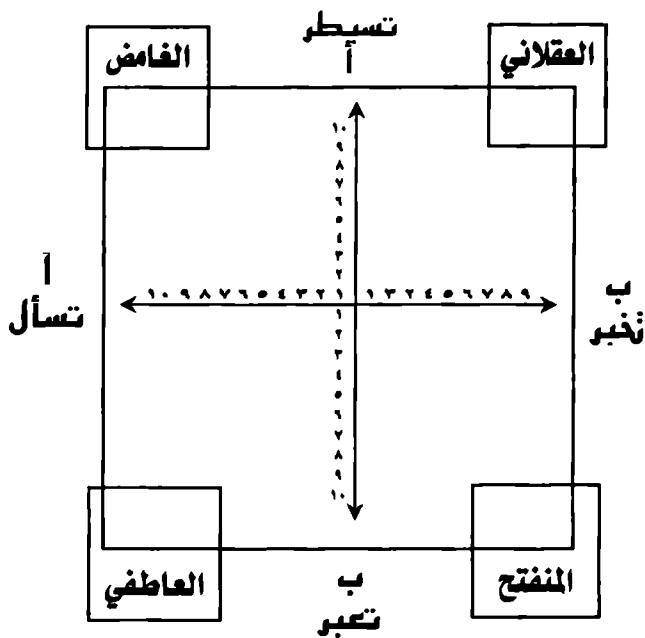 تسيطر
أ
العقلاني
الغامض
١٠
٩
٨
٧
٦
٥
٤
٣
٢
ب
تخبر
١٠ ٩ ٨ ٧ ٦ ٥ ٤ ٣ ٢ ١ ١ ٣ ٢ ٤ ٥ ٦ ٧ ٨ ٩
أ
تسأل
١
٢
٣
٤
٥
٦
٧
٨
٩
١٠
المنفتح
ب
تعبر
العاطفي